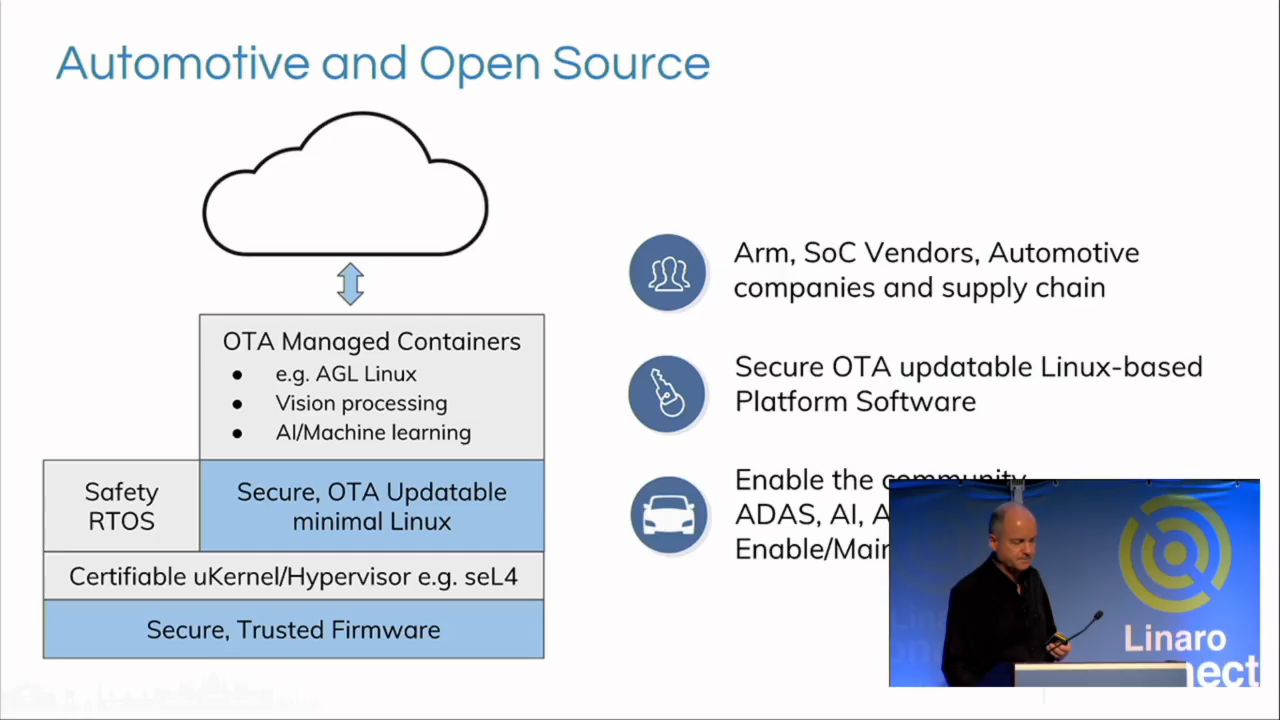 Automotive and Open Source
OTA Managed Containers
● e.g. AGL Linux
● Vision processing
● AI/Machine learning
Safety
RTOS
Secure, OTA Updatable
minimal Linux
Certifiable uKernel/Hypervisor e.g. seL4
Secure, Trusted Firmware
Arm, SoC Vendors, Automotive
companies and supply chain
Secure OTA updatable Linux-based
Platform Software
Enable the community
ADAS, AI, A
Enable/Main
Linaro
nect